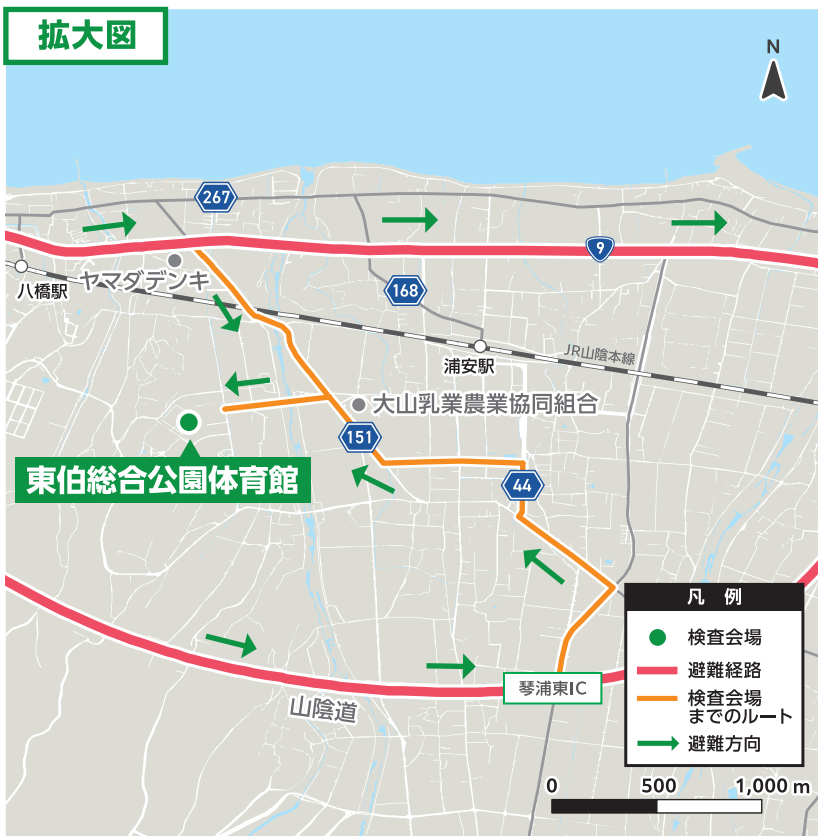 拡大図
N
267
9
ヤマダデンキ
八橋駅
168
JR山陰本線
浦安駅
大山乳業農業協同組合
151
東伯総合公園体育館
44
凡 例
検査会場
避難経路
検査会場
までのルート
避難方向
琴浦東IC
山陰道
0 500 1,000 m